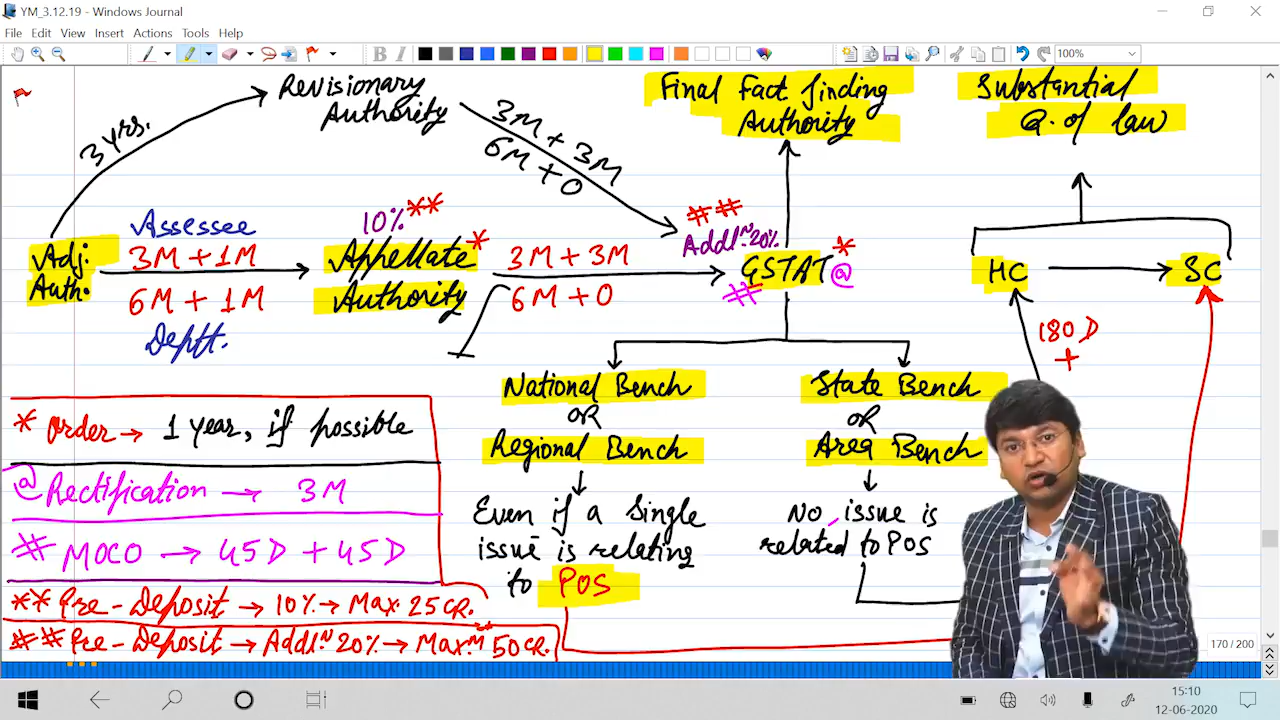 YM_3.12.19 - Windows Journal
File Edit View Insert Actions Tools Help
B I
100%
Revisionary
Authority
3 yrs.
3M + 3M
6M + 0
Final Fact finding
Authority
Substantial
Q. of law
Assessee
10% **
## 
Addl.ⁿ 20%
Adj.
Auth.
3M + 1M
6M + 1M
Deptt.
Appellate *
Authority
3M + 3M
6M + 0
GSTAT * @
##
HC
SC
180 D
+
National Bench
OR
Regional Bench
State Bench
OR
Area Bench
Even if a single
issue is relating
to POS
No issue is
related to POS
* Order → 1 year, if possible
@ Rectification → 3M
# MOCO → 45D + 45D
** Pre-Deposit → 10% → Max. 25 CR.
## Pre-Deposit → Addl.ⁿ 20% → Max.ᵐ 50 CR.
170 / 200
15:10
12-06-2020